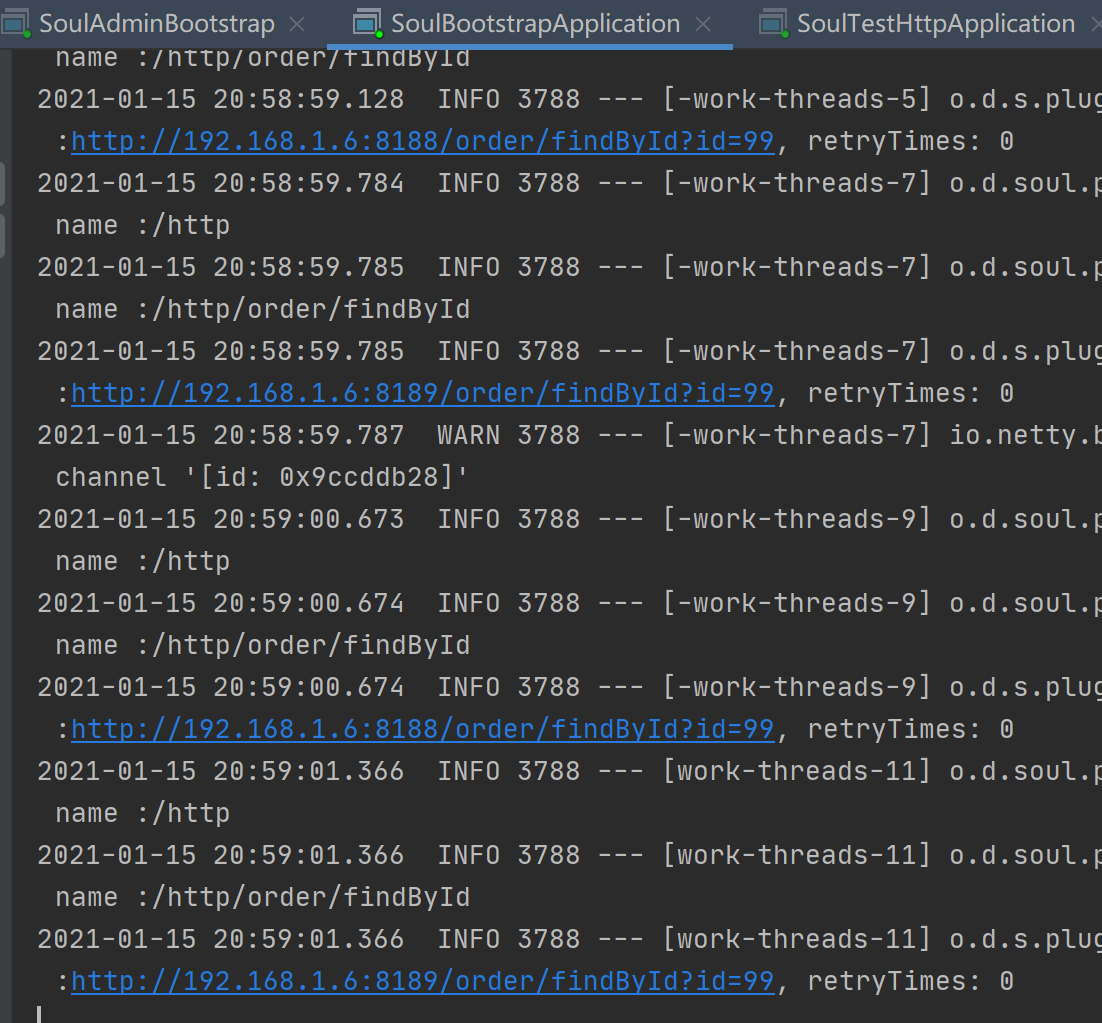 SoulAdminBootstrap SoulBootstrapApplication SoulTestHttpApplication
name :/http/order/findById
2021-01-15 20:58:59.128  INFO 3788 --- [-work-threads-5] o.d.s.plug
:http://192.168.1.6:8188/order/findById?id=99, retryTimes: 0
2021-01-15 20:58:59.784  INFO 3788 --- [-work-threads-7] o.d.soul.p
name :/http
2021-01-15 20:58:59.785  INFO 3788 --- [-work-threads-7] o.d.soul.p
name :/http/order/findById
2021-01-15 20:58:59.785  INFO 3788 --- [-work-threads-7] o.d.s.plug
:http://192.168.1.6:8189/order/findById?id=99, retryTimes: 0
2021-01-15 20:58:59.787  WARN 3788 --- [-work-threads-7] io.netty.b
channel '[id: 0x9ccddb28]'
2021-01-15 20:59:00.673  INFO 3788 --- [-work-threads-9] o.d.soul.p
name :/http
2021-01-15 20:59:00.674  INFO 3788 --- [-work-threads-9] o.d.soul.p
name :/http/order/findById
2021-01-15 20:59:00.674  INFO 3788 --- [-work-threads-9] o.d.s.plug
:http://192.168.1.6:8188/order/findById?id=99, retryTimes: 0
2021-01-15 20:59:01.366  INFO 3788 --- [work-threads-11] o.d.soul.p
name :/http
2021-01-15 20:59:01.366  INFO 3788 --- [work-threads-11] o.d.soul.p
name :/http/order/findById
2021-01-15 20:59:01.366  INFO 3788 --- [work-threads-11] o.d.s.plug
:http://192.168.1.6:8189/order/findById?id=99, retryTimes: 0